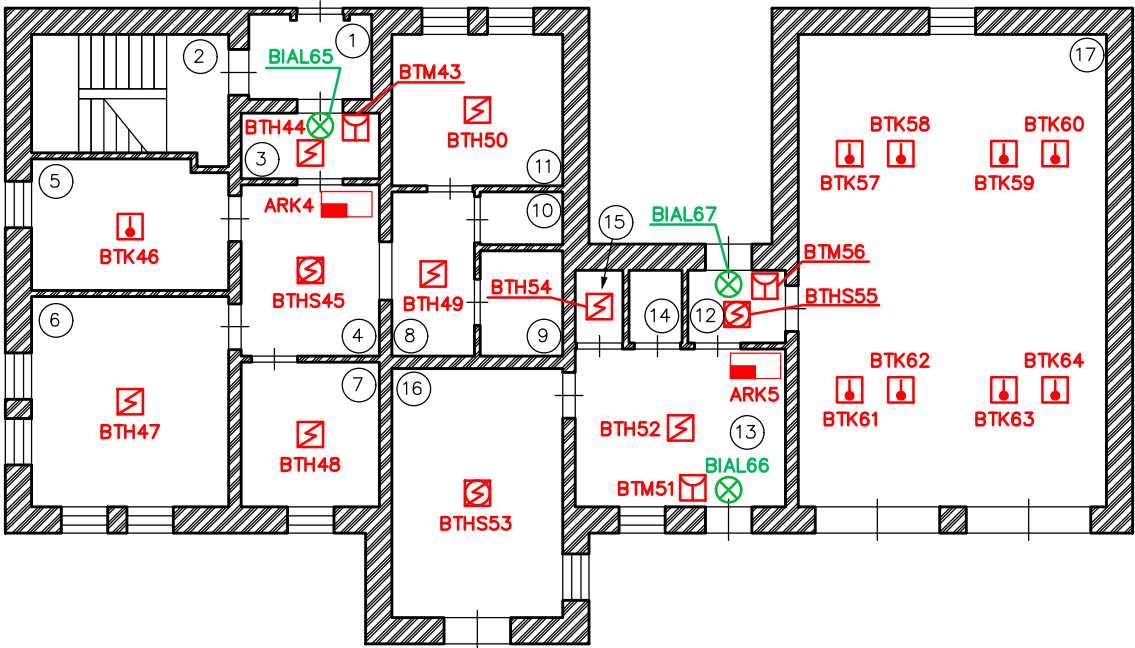 1
2
17
BIAL65
BTM43
BTH44
BTH50
BTK58
BTK60
3
11
BTK57
BTK59
5
ARK4
10
15
BIAL67
BTK46
BTHS45
BTH49
BTH54
BTM56
BTHS55
6
4
8
9
14
12
7
16
ARK5
BTK62
BTK64
BTK61
BTK63
BTH47
BTH48
BTH52
13
BIAL66
BTM51
BTHS53